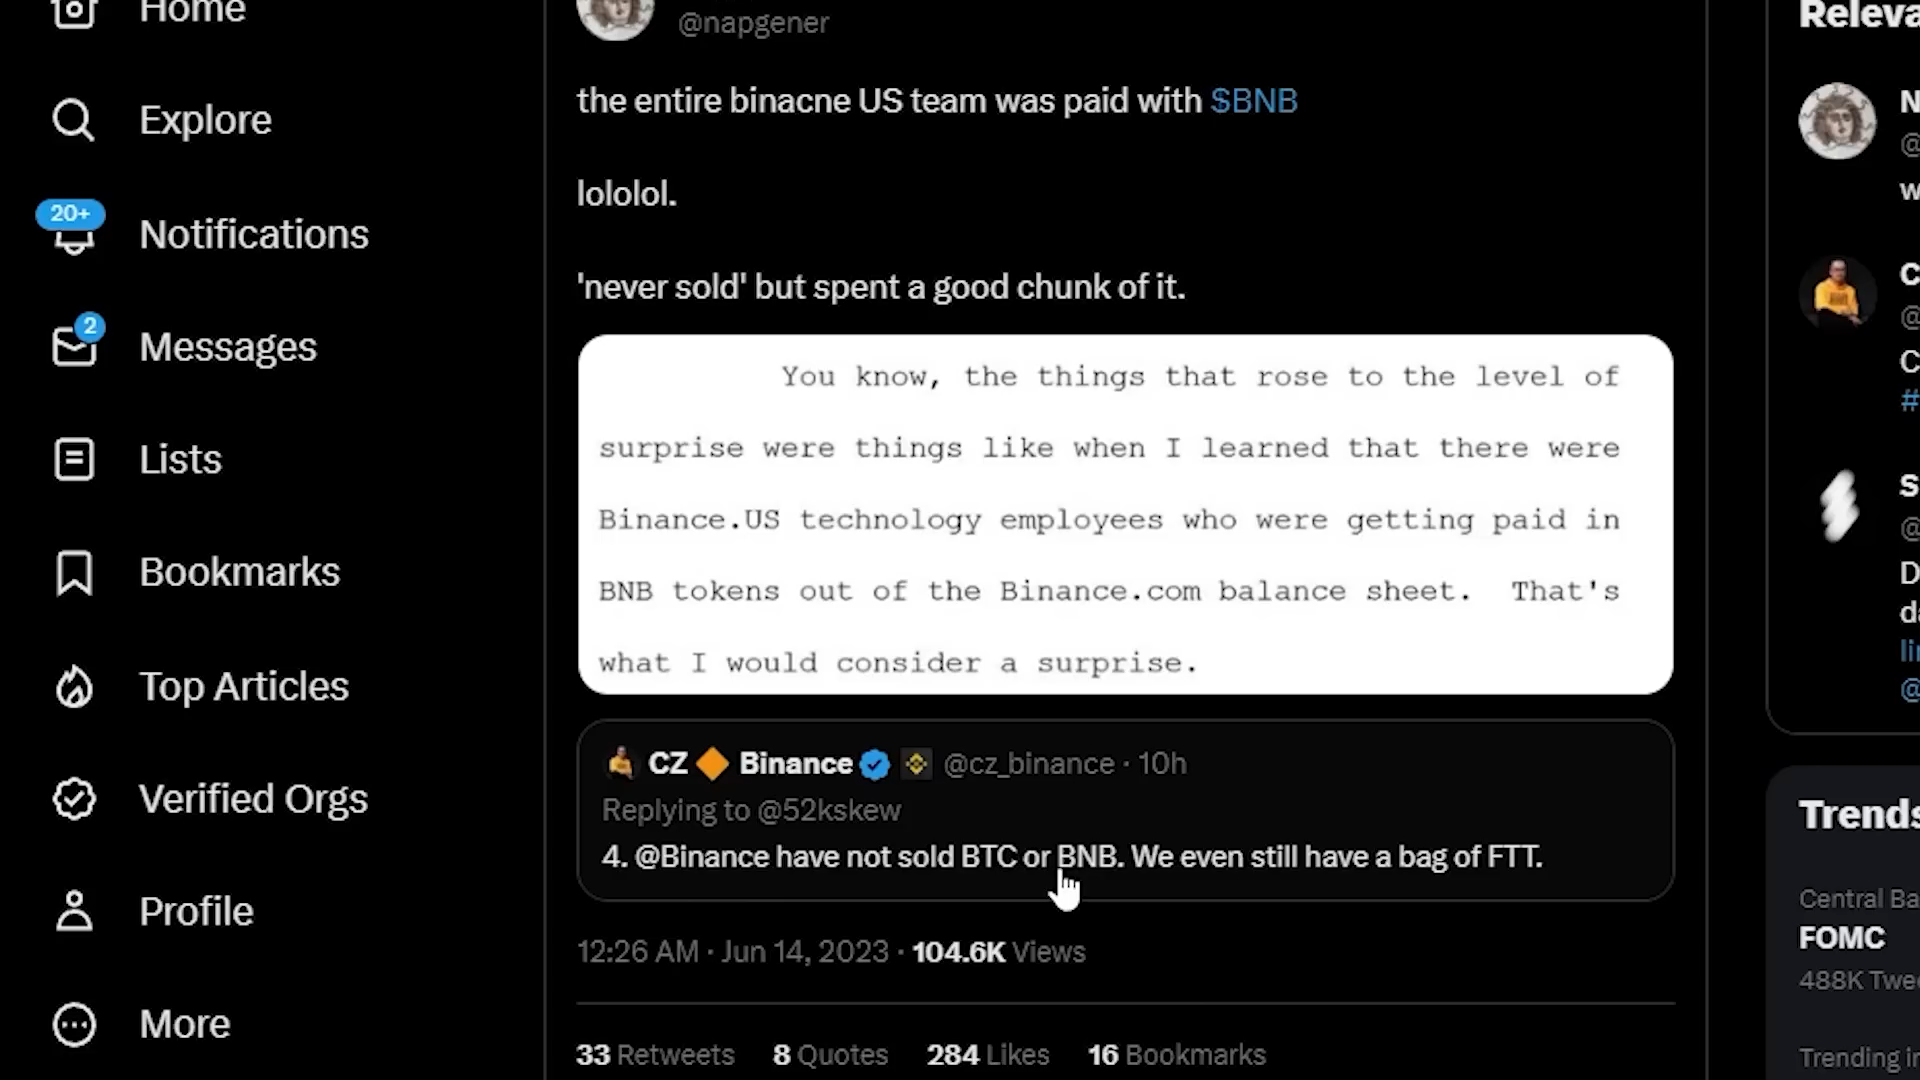 Home
Explore
20+
Notifications
2
Messages
Lists
Bookmarks
Top Articles
Verified Orgs
Profile
More
@napgener
the entire binacne US team was paid with $BNB
lololol.
'never sold' but spent a good chunk of it.
You know, the things that rose to the level of
surprise were things like when I learned that there were
Binance.US technology employees who were getting paid in
BNB tokens out of the Binance.com balance sheet. That's
what I would consider a surprise.
CZ 🔶 Binance @cz_binance · 10h
Replying to @52kskew
4. @Binance have not sold BTC or BNB. We even still have a bag of FTT.
12:26 AM · Jun 14, 2023 · 104.6K Views
33 Retweets 8 Quotes 284 Likes 16 Bookmarks
N
@
w
C
@
C
#
S
@
D
@
Central Ba
FOMC
488K